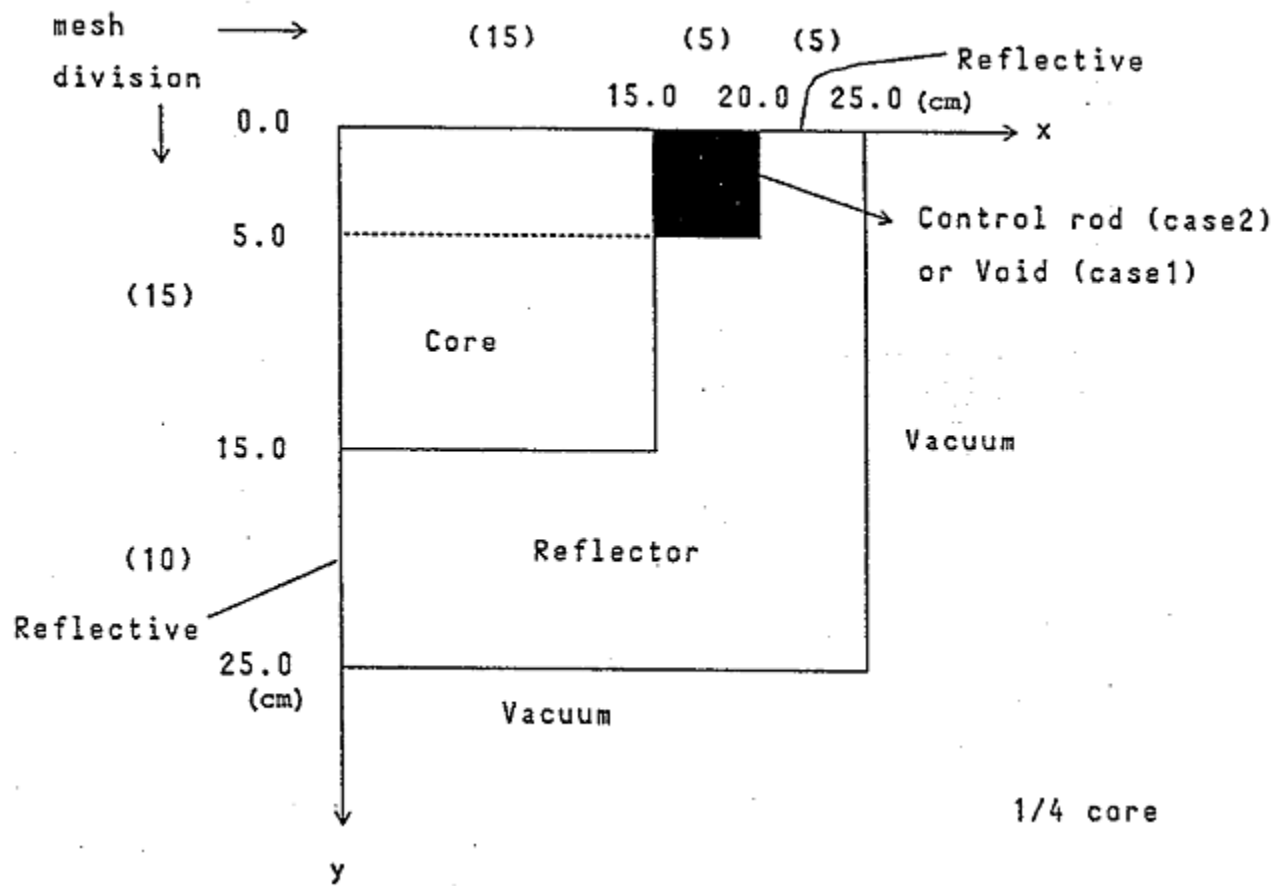 mesh
division
(15) (5) (5)
Reflective
15.0 20.0 25.0 (cm)
0.0
x
5.0
Control rod (case2)
or Void (case1)
(15)
Core
15.0
Vacuum
(10)
Reflector
Reflective
25.0
(cm)
Vacuum
1/4 core
y